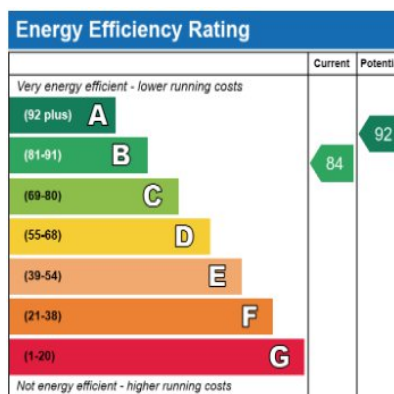 Energy Efficiency Rating
Current Potenti
Very energy efficient - lower running costs
(92 plus) A
92
(81-91) B
84
(69-80) C
(55-68) D
(39-54) E
(21-38) F
(1-20) G
Not energy efficient - higher running costs